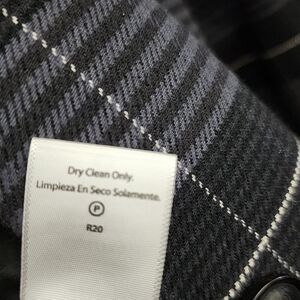 Dry Clean Only.
Limpieza En Seco Solamente.
P
R20